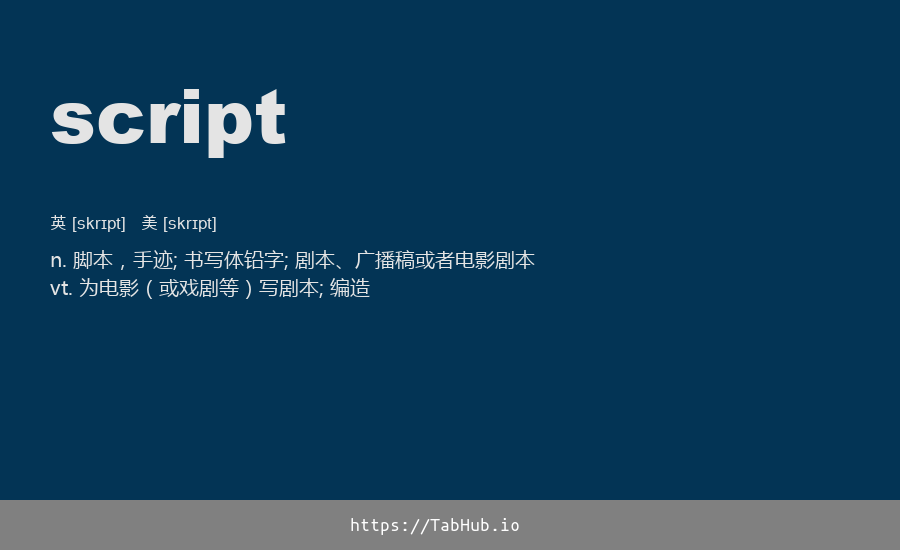 script
英 [skrɪpt]   美 [skrɪpt]
n. 脚本，手迹; 书写体铅字; 剧本、广播稿或者电影剧本
vt. 为电影（或戏剧等）写剧本; 编造
https://TabHub.io